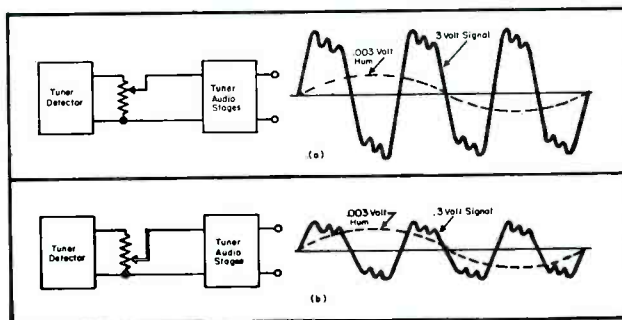 Tuner
Detector
Tuner
Audio
Stages
.003 Volt
Hum
3 Volt Signal
(a)
Tuner
Detector
Tuner
Audio
Stages
.003 Volt
Hum
.3 Volt Signal
(b)